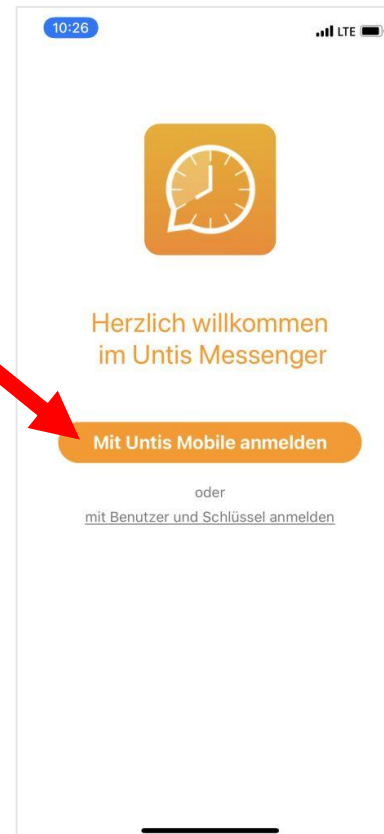 10:26 LTE
Herzlich willkommen
im Untis Messenger
Mit Untis Mobile anmelden
oder
mit Benutzer und Schlüssel anmelden